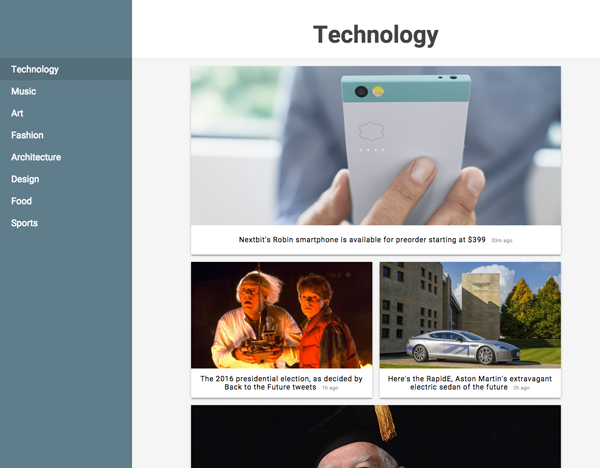 Technology
Technology
Music
Art
Fashion
Architecture
Design
Food
Sports
Nextbit's Robin smartphone is available for preorder starting at $399 33m ago
The 2016 presidential election, as decided by
Back to the Future tweets 1h ago
Here's the RapidE, Aston Martin's extravagant
electric sedan of the future 2h ago